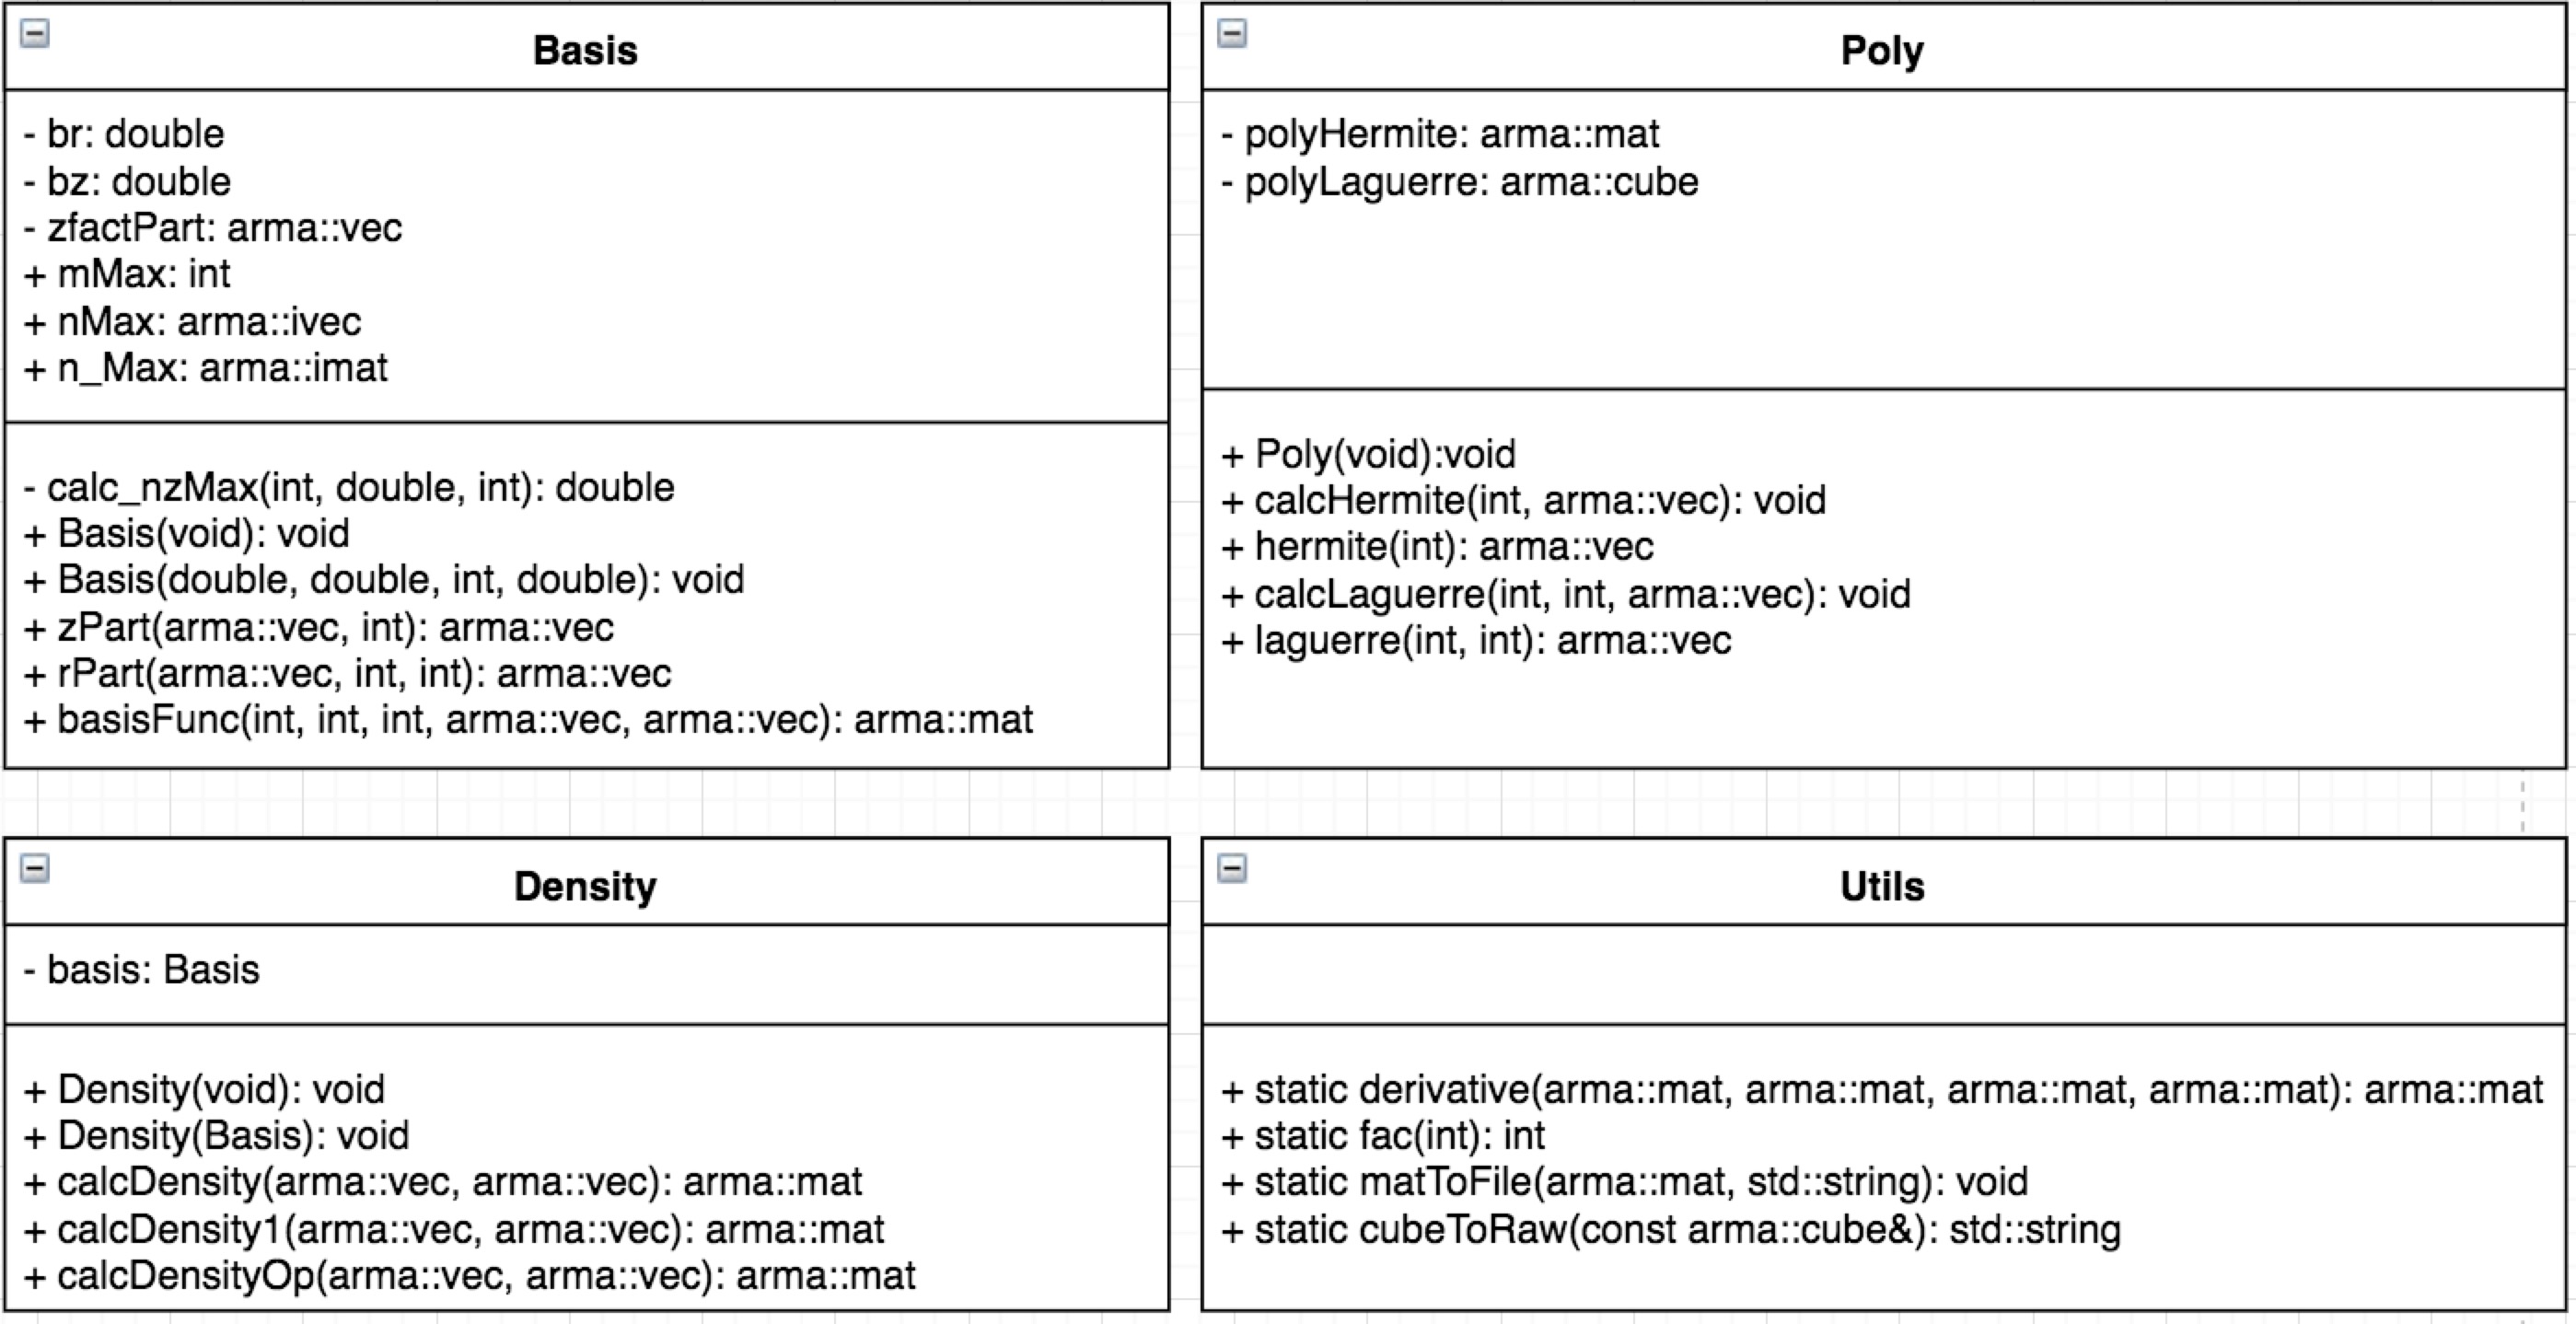 Basis
- br: double
- bz: double
- zfactPart: arma::vec
+ mMax: int
+ nMax: arma::ivec
+ n_Max: arma::imat
- calc_nzMax(int, double, int): double
+ Basis(void): void
+ Basis(double, double, int, double): void
+ zPart(arma::vec, int): arma::vec
+ rPart(arma::vec, int, int): arma::vec
+ basisFunc(int, int, int, arma::vec, arma::vec): arma::mat
Poly
- polyHermite: arma::mat
- polyLaguerre: arma::cube
+ Poly(void):void
+ calcHermite(int, arma::vec): void
+ hermite(int): arma::vec
+ calcLaguerre(int, int, arma::vec): void
+ laguerre(int, int): arma::vec
Density
- basis: Basis
+ Density(void): void
+ Density(Basis): void
+ calcDensity(arma::vec, arma::vec): arma::mat
+ calcDensity1(arma::vec, arma::vec): arma::mat
+ calcDensityOp(arma::vec, arma::vec): arma::mat
Utils
+ static derivative(arma::mat, arma::mat, arma::mat, arma::mat): arma::mat
+ static fac(int): int
+ static matToFile(arma::mat, std::string): void
+ static cubeToRaw(const arma::cube&): std::string